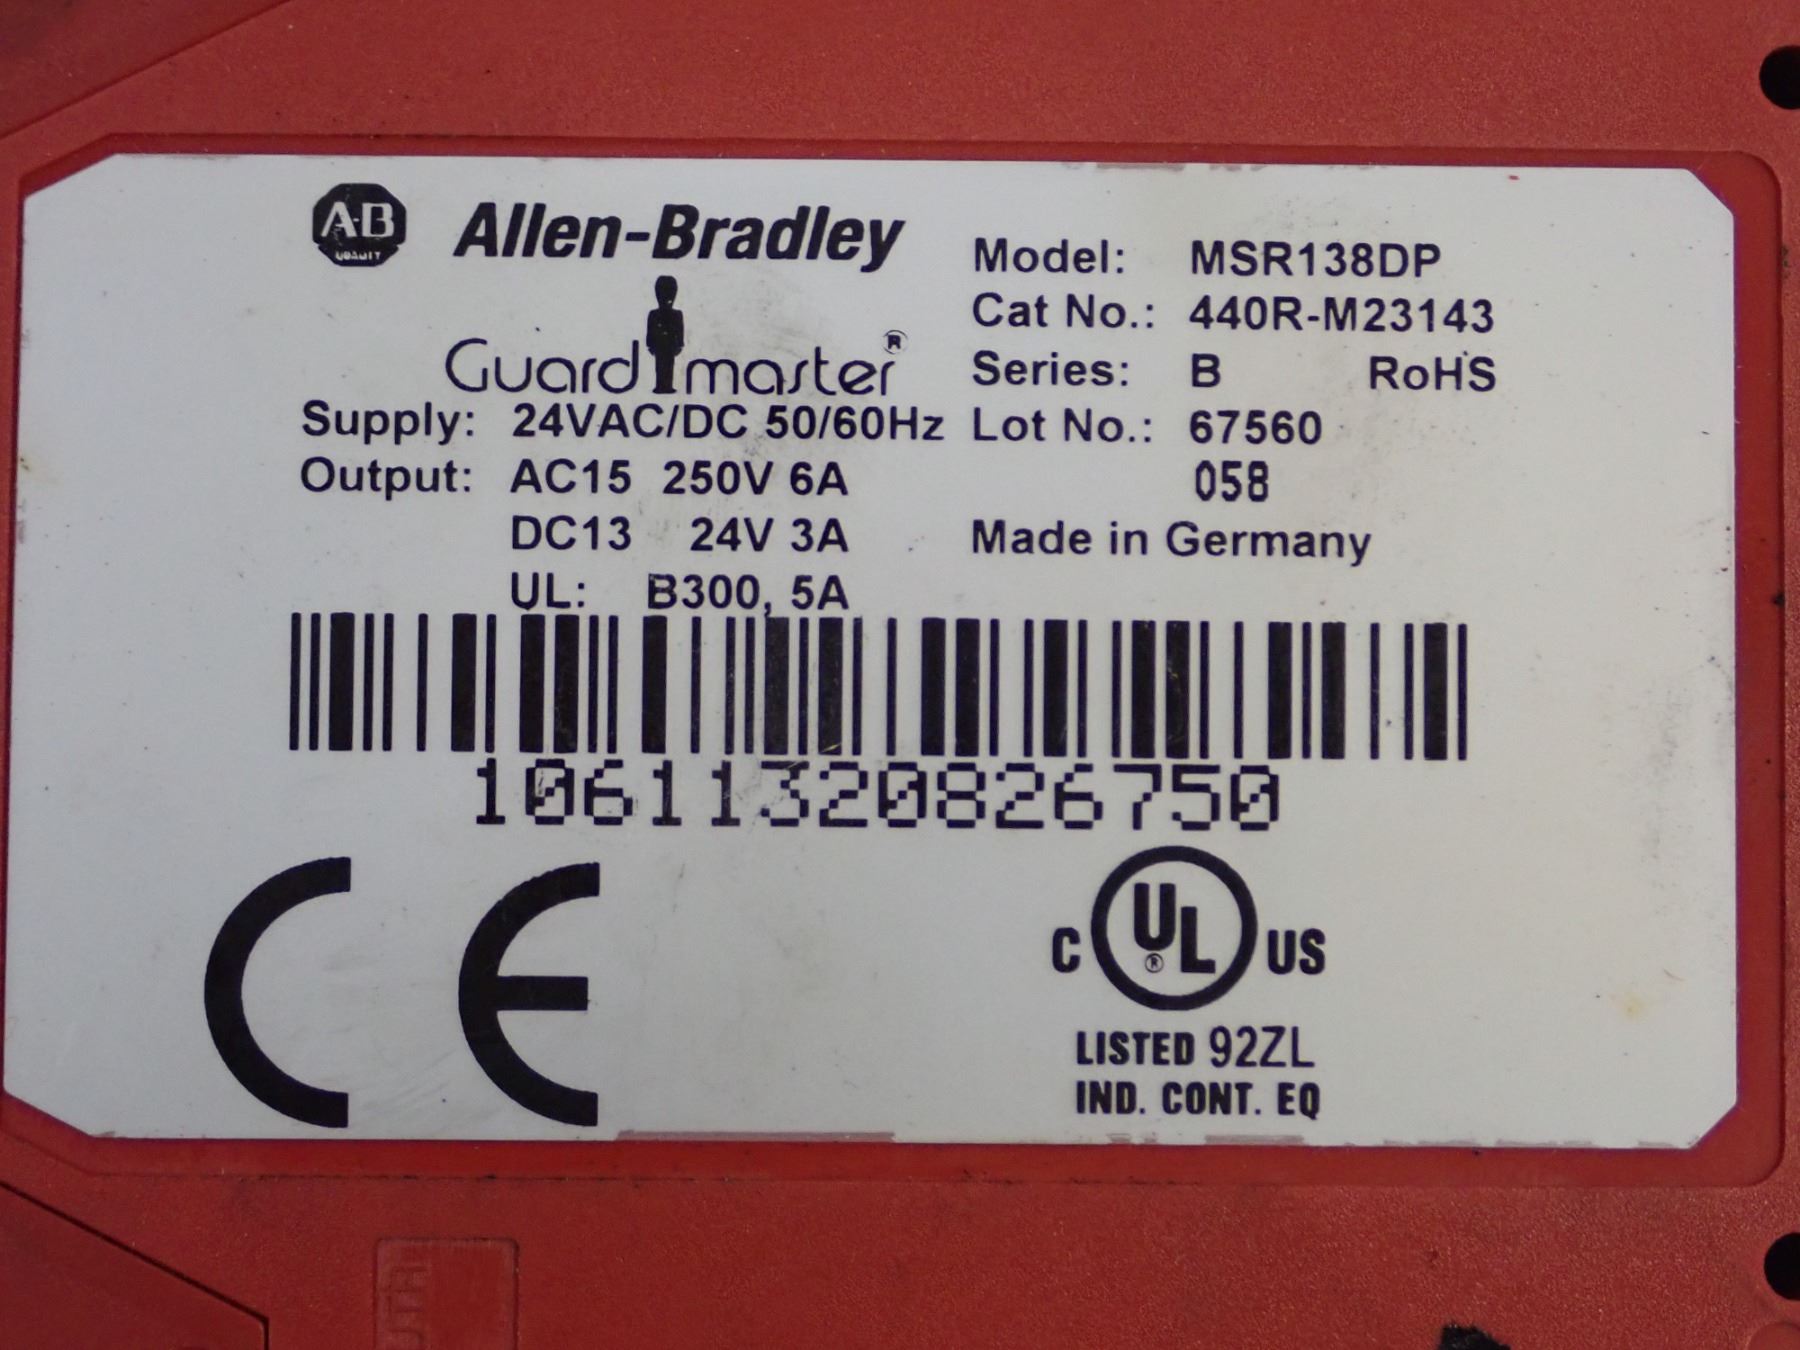 A-B
QUALITY
Allen-Bradley
Guardmaster®
Supply: 24VAC/DC 50/60Hz
Output: AC15 250V 6A
DC13 24V 3A
UL: B300, 5A
Model: MSR138DP
Cat No.: 440R-M23143
Series: B RoHS
Lot No.: 67560
058
Made in Germany
10611320826750
CE
C UL® US
LISTED 92ZL
IND. CONT. EQ